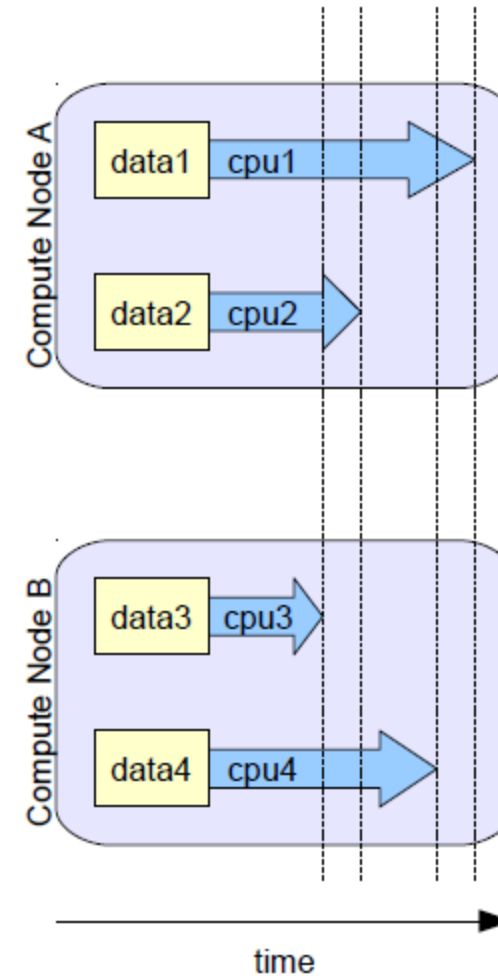 Compute Node A
data1
cpu1
data2
cpu2
Compute Node B
data3
cpu3
data4
cpu4
time